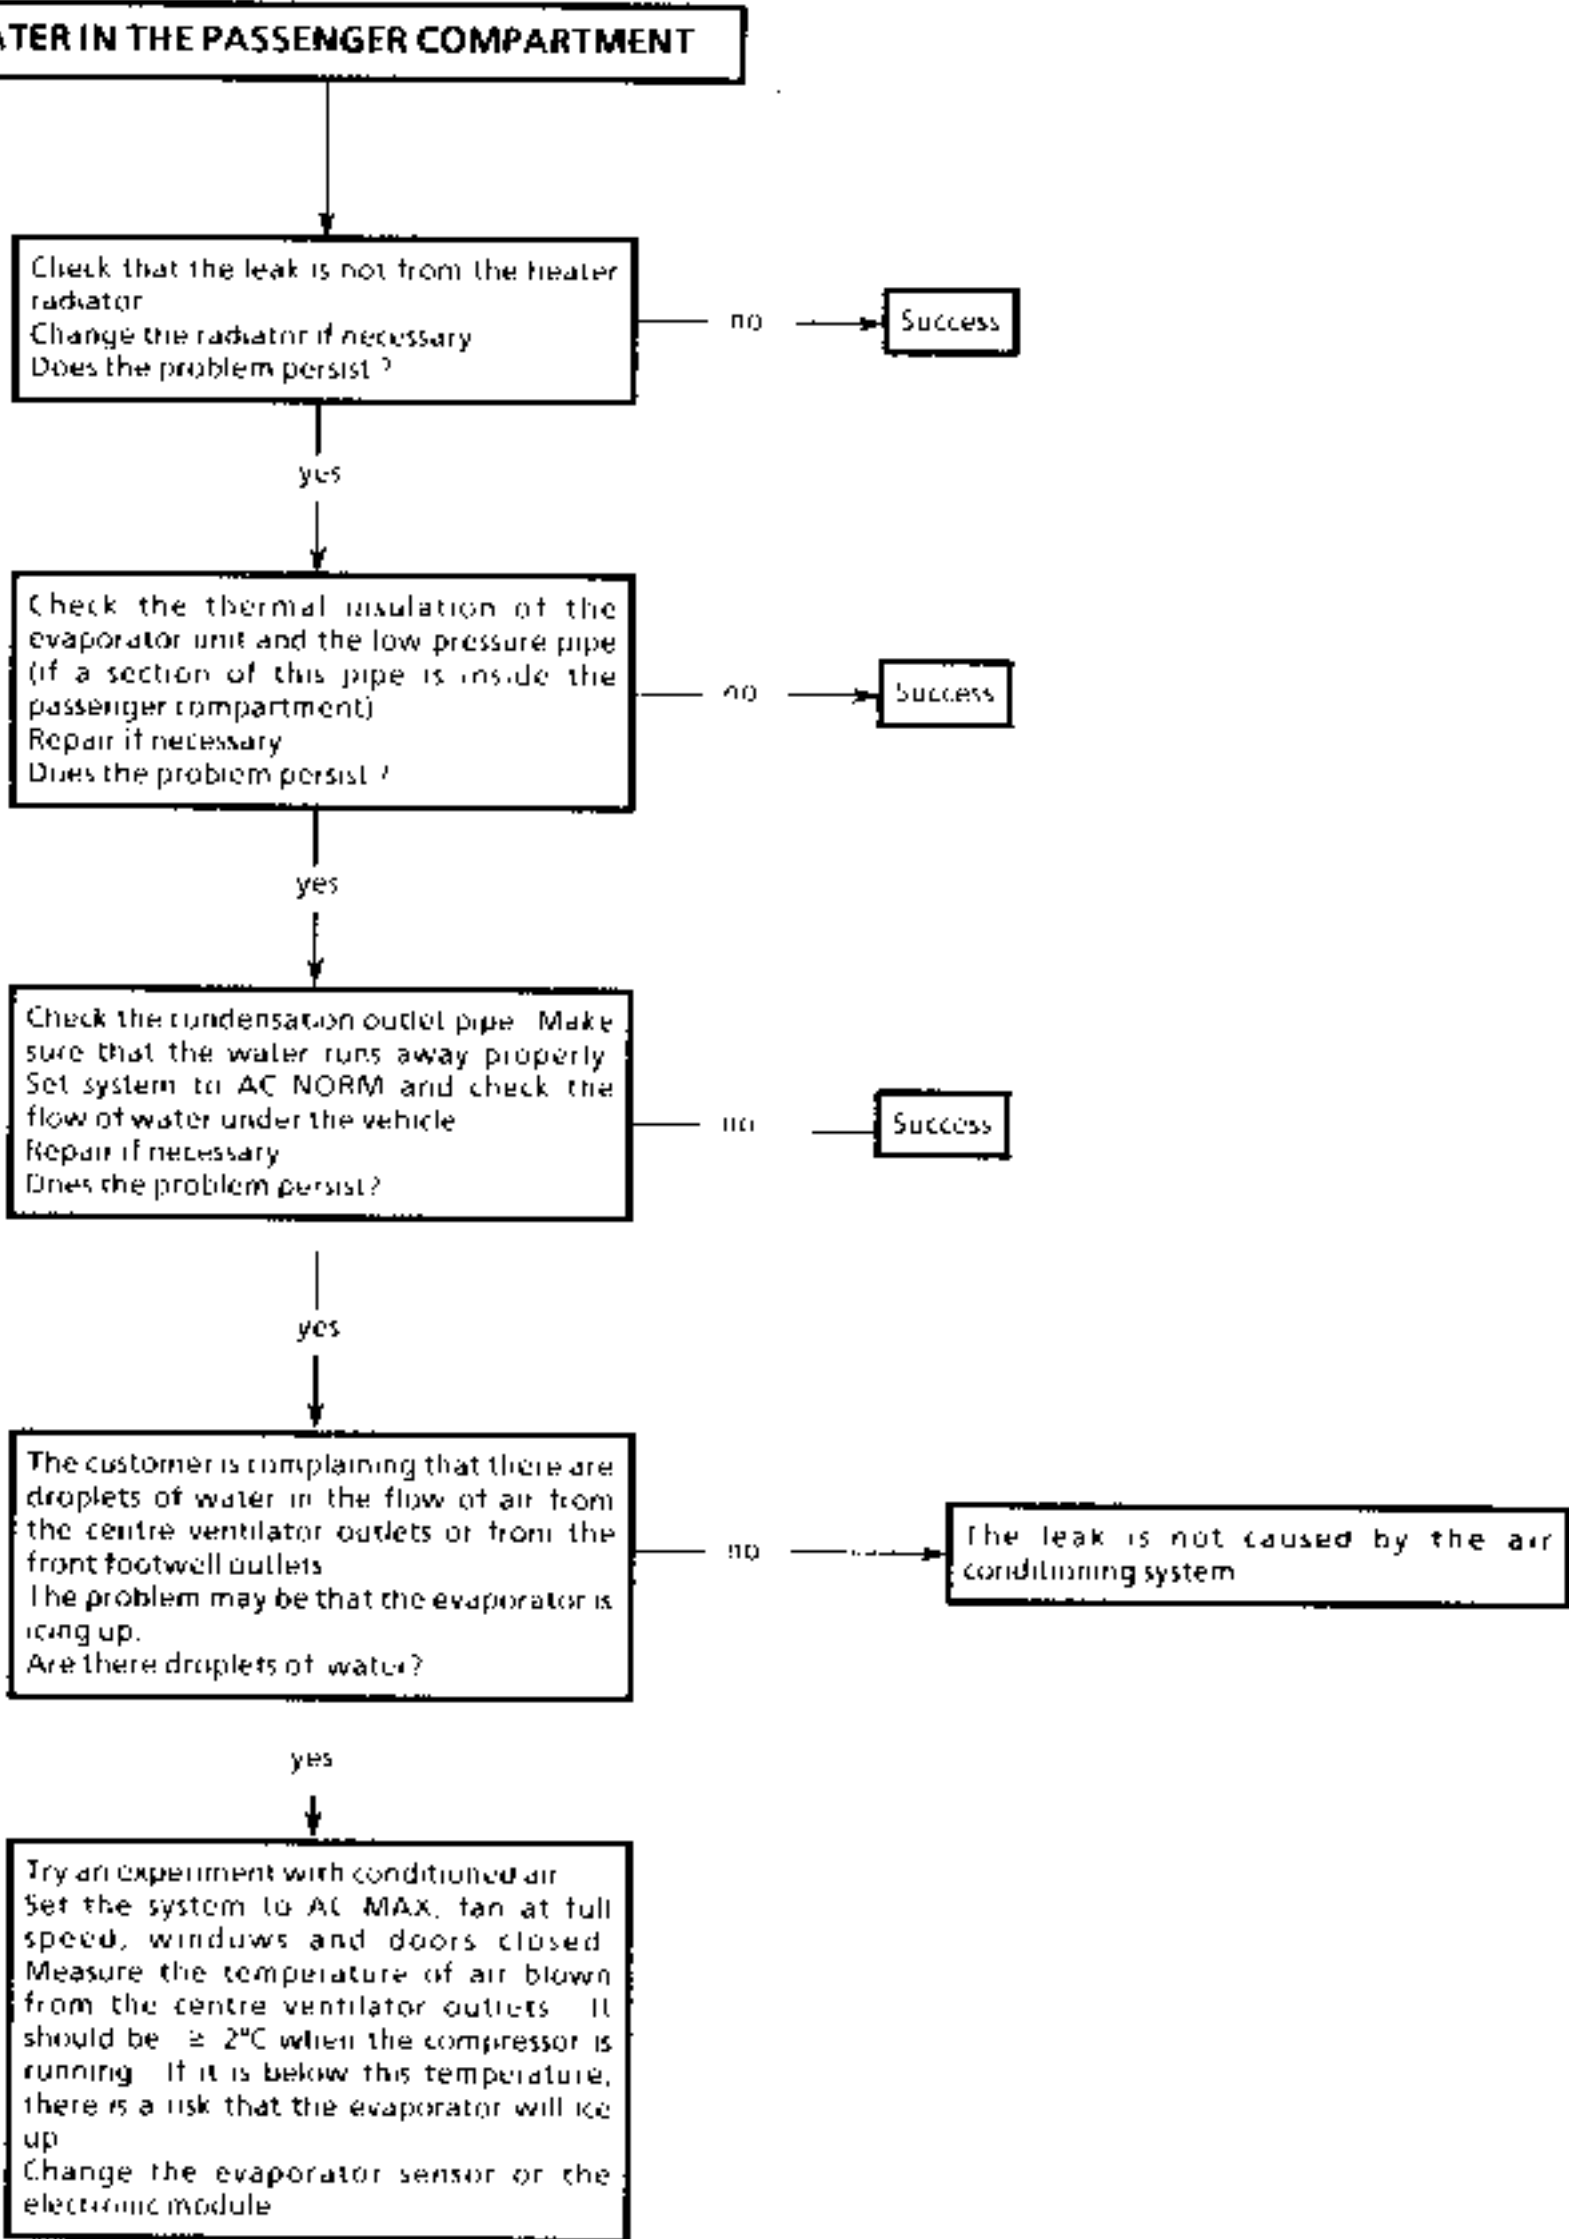 ATER IN THE PASSENGER COMPARTMENT
Check that the leak is not from the heater
radiator
Change the radiator if necessary
Does the problem persist ?
no
Success
yes
Check the thermal insulation of the
evaporator unit and the low pressure pipe
(if a section of this pipe is inside the
passenger compartment)
Repair if necessary
Does the problem persist ?
no
Success
yes
Check the condensation outlet pipe Make
sure that the water runs away properly
Set system to AC NORM and check the
flow of water under the vehicle
Repair if necessary
Does the problem persist?
no
Success
yes
The customer is complaining that there are
droplets of water in the flow of air from
the centre ventilator outlets or from the
front footwell outlets
The problem may be that the evaporator is
icing up.
Are there droplets of water?
no
The leak is not caused by the air
conditioning system
yes
Try an experiment with conditioned air
Set the system to AC MAX, fan at full
speed, windows and doors closed
Measure the temperature of air blown
from the centre ventilator outlets It
should be ≥ 2°C when the compressor is
running If it is below this temperature,
there is a risk that the evaporator will ice
up
Change the evaporator sensor or the
electronic module